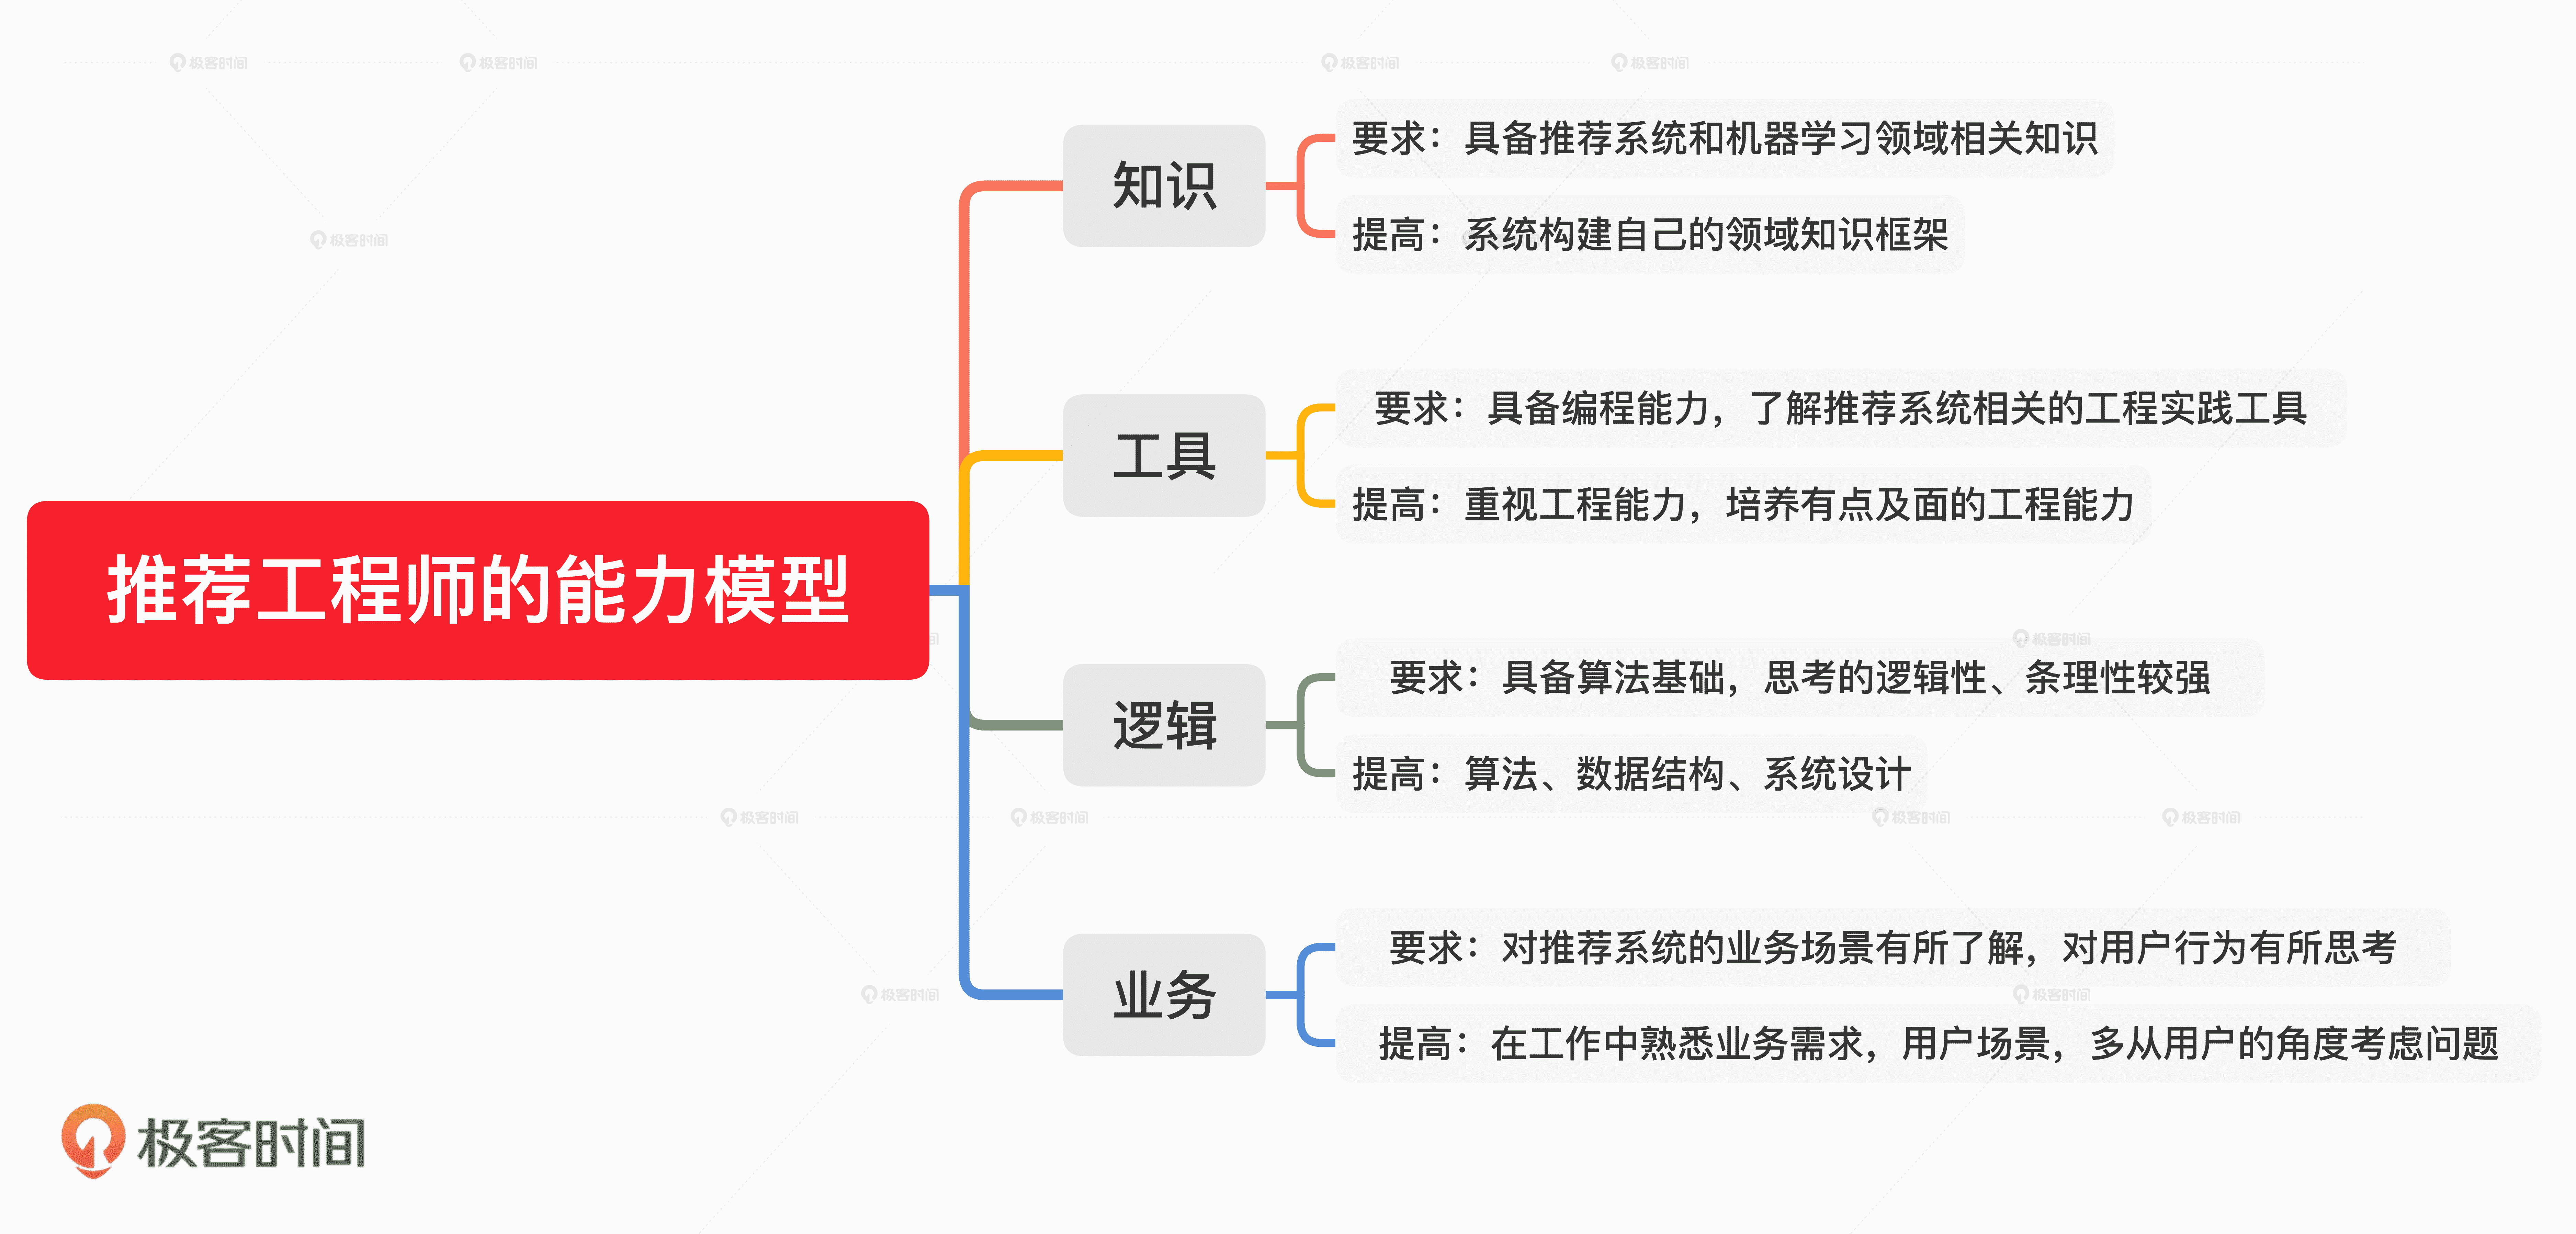 知识
要求：具备推荐系统和机器学习领域相关知识
提高：系统构建自己的领域知识框架
工具
要求：具备编程能力，了解推荐系统相关的工程实践工具
提高：重视工程能力，培养有点及面的工程能力
推荐工程师的能力模型
逻辑
要求：具备算法基础，思考的逻辑性、条理性较强
提高：算法、数据结构、系统设计
业务
要求：对推荐系统的业务场景有所了解，对用户行为有所思考
提高：在工作中熟悉业务需求，用户场景，多从用户的角度考虑问题
极客时间